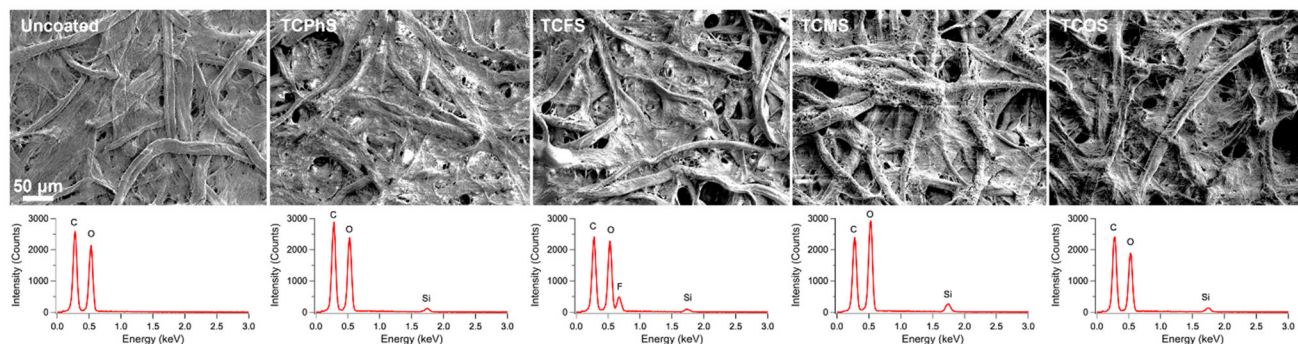 Uncoated TCPhS TCFS TCMS TCOS
50 µm
3000 3000 3000 3000 3000
C O C O C O C O C O
2000 2000 2000 2000 2000
1000 1000 1000 1000 1000
F
Si Si Si Si
0 0 0 0 0
0.0 0.5 1.0 1.5 2.0 2.5 3.0 0.0 0.5 1.0 1.5 2.0 2.5 3.0 0.0 0.5 1.0 1.5 2.0 2.5 3.0 0.0 0.5 1.0 1.5 2.0 2.5 3.0 0.0 0.5 1.0 1.5 2.0 2.5 3.0
Intensity (Counts) Intensity (Counts) Intensity (Counts) Intensity (Counts) Intensity (Counts)
Energy (keV) Energy (keV) Energy (keV) Energy (keV) Energy (keV)